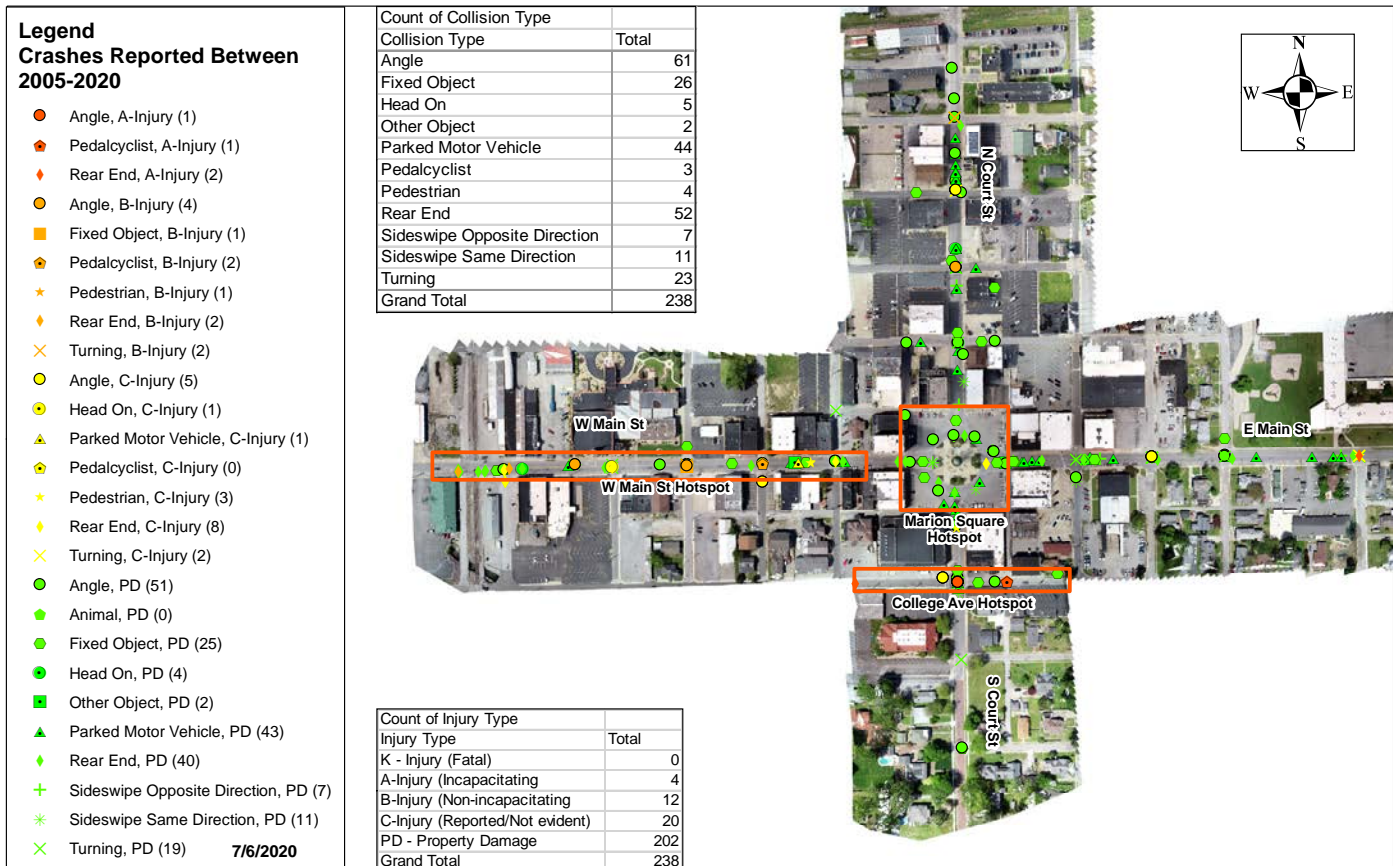 Legend
Crashes Reported Between
2005-2020
Angle, A-Injury (1)
Pedalcyclist, A-Injury (1)
Rear End, A-Injury (2)
Angle, B-Injury (4)
Fixed Object, B-Injury (1)
Pedalcyclist, B-Injury (2)
Pedestrian, B-Injury (1)
Rear End, B-Injury (2)
Turning, B-Injury (2)
Angle, C-Injury (5)
Head On, C-Injury (1)
Parked Motor Vehicle, C-Injury (1)
Pedalcyclist, C-Injury (0)
Pedestrian, C-Injury (3)
Rear End, C-Injury (8)
Turning, C-Injury (2)
Angle, PD (51)
Animal, PD (0)
Fixed Object, PD (25)
Head On, PD (4)
Other Object, PD (2)
Parked Motor Vehicle, PD (43)
Rear End, PD (40)
Sideswipe Opposite Direction, PD (7)
Sideswipe Same Direction, PD (11)
Turning, PD (19) 7/6/2020
Count of Collision Type
Collision Type Total
Angle 61
Fixed Object 26
Head On 5
Other Object 2
Parked Motor Vehicle 44
Pedalcyclist 3
Pedestrian 4
Rear End 52
Sideswipe Opposite Direction 7
Sideswipe Same Direction 11
Turning 23
Grand Total 238
N
W E
S
N Court St
W Main St
E Main St
W Main St Hotspot
Marion Square
Hotspot
College Ave Hotspot
S Court St
Count of Injury Type
Injury Type Total
K - Injury (Fatal) 0
A-Injury (Incapacitating 4
B-Injury (Non-incapacitating 12
C-Injury (Reported/Not evident) 20
PD - Property Damage 202
Grand Total 238